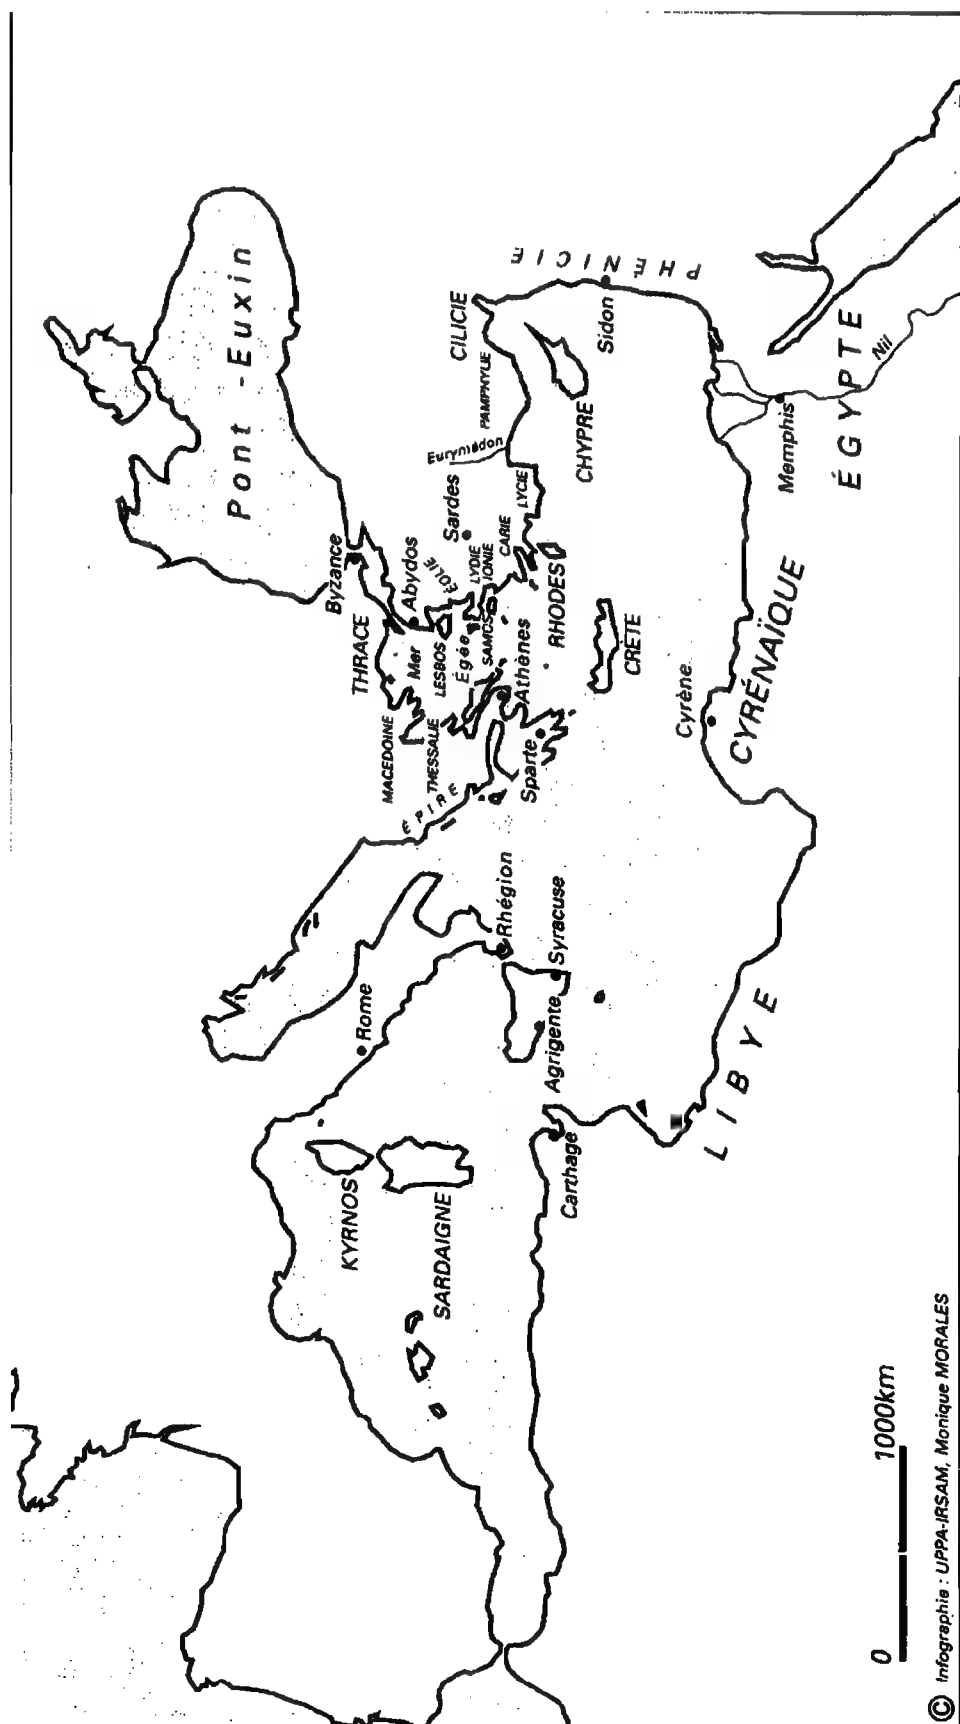 Pont-Euxin
Byzance
THRACE
Abydos
MACEDOINE
Mer
Égée
THESSALIE
LESBOS
ÉOLIE
Sardes
LYDIE
IONIE
SAMOS
CARIE
LYCIE
Eurymédon
PAMPHYLIE
CILICIE
ÉPIRE
Athènes
Sparte
RHODES
CRÈTE
CHYPRE
PHÉNICIE
Sidon
Rome
Rhégion
Syracuse
Agrigente
KYRNOS
SARDAIGNE
Carthage
LIBYE
Cyrène
CYRÉNAÏQUE
Memphis
ÉGYPTE
Nil
0 1000km
© Infographie : UPPA-IRSAM, Monique MORALES